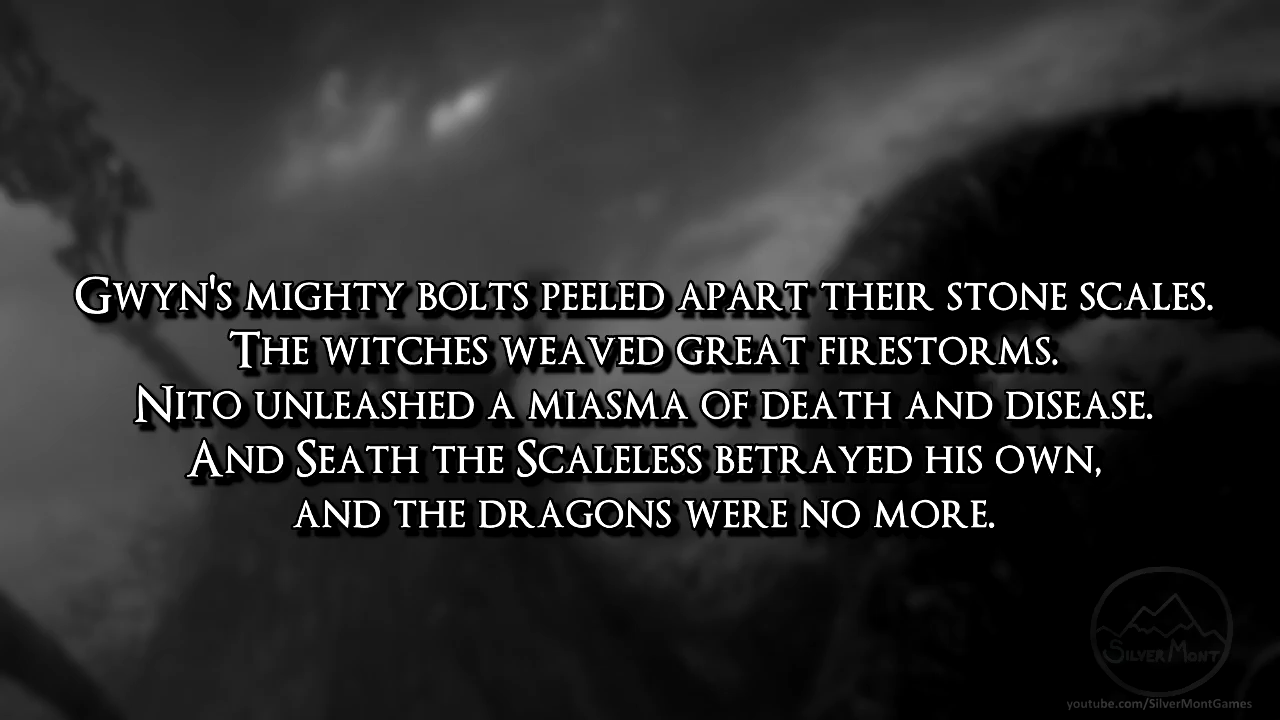 Gwyn's mighty bolts peeled apart their stone scales.
The witches weaved great firestorms.
Nito unleashed a miasma of death and disease.
And Seath the Scaleless betrayed his own,
and the dragons were no more.
SilverMont
youtube.com/SilverMontGames